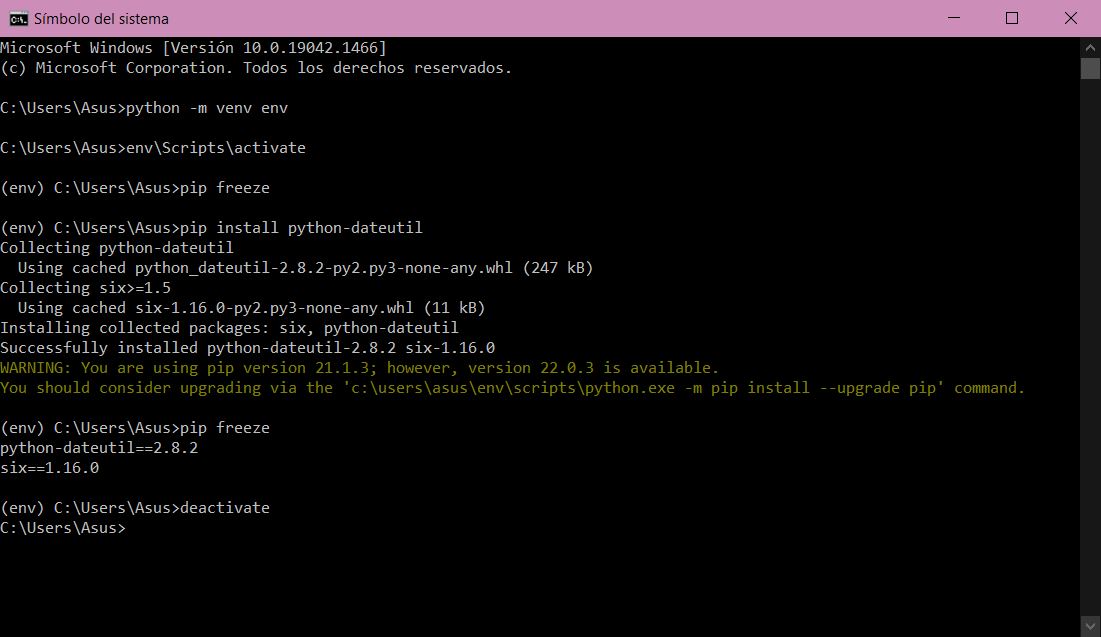 Símbolo del sistema
Microsoft Windows [Versión 10.0.19042.1466]
(c) Microsoft Corporation. Todos los derechos reservados.
C:\Users\Asus>python -m venv env
C:\Users\Asus>env\Scripts\activate
(env) C:\Users\Asus>pip freeze
(env) C:\Users\Asus>pip install python-dateutil
Collecting python-dateutil
  Using cached python_dateutil-2.8.2-py2.py3-none-any.whl (247 kB)
Collecting six>=1.5
  Using cached six-1.16.0-py2.py3-none-any.whl (11 kB)
Installing collected packages: six, python-dateutil
Successfully installed python-dateutil-2.8.2 six-1.16.0
WARNING: You are using pip version 21.1.3; however, version 22.0.3 is available.
You should consider upgrading via the 'c:\users\asus\env\scripts\python.exe -m pip install --upgrade pip' command.
(env) C:\Users\Asus>pip freeze
python-dateutil==2.8.2
six==1.16.0
(env) C:\Users\Asus>deactivate
C:\Users\Asus>